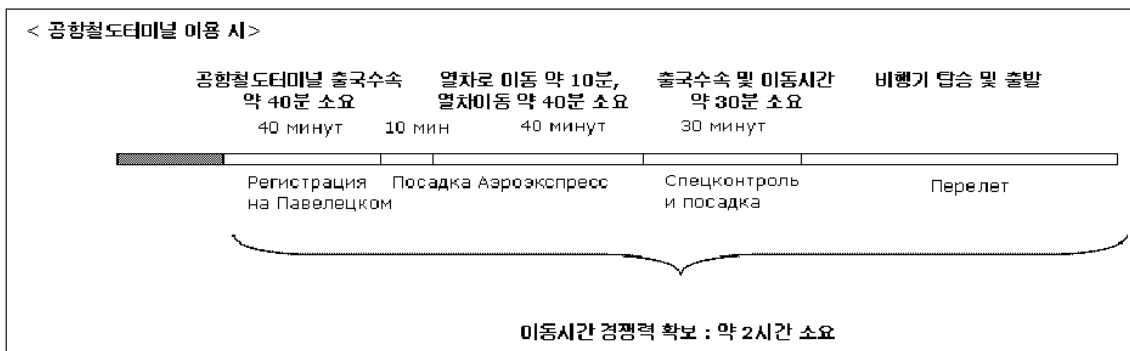 < 공항철도터미널 이용 시>
공항철도터미널 출국수속 열차로 이동 약 10분, 출국수속 및 이동시간 비행기 탑승 및 출발
약 40분 소요 열차이동 약 40분 소요 약 30분 소요
40 минут 10 мин 40 минут 30 минут
Регистрация Посадка Аэроэкспресс Спецконтроль Перелет
на Павелецком и посадка
이동시간 경쟁력 확보 : 약 2시간 소요